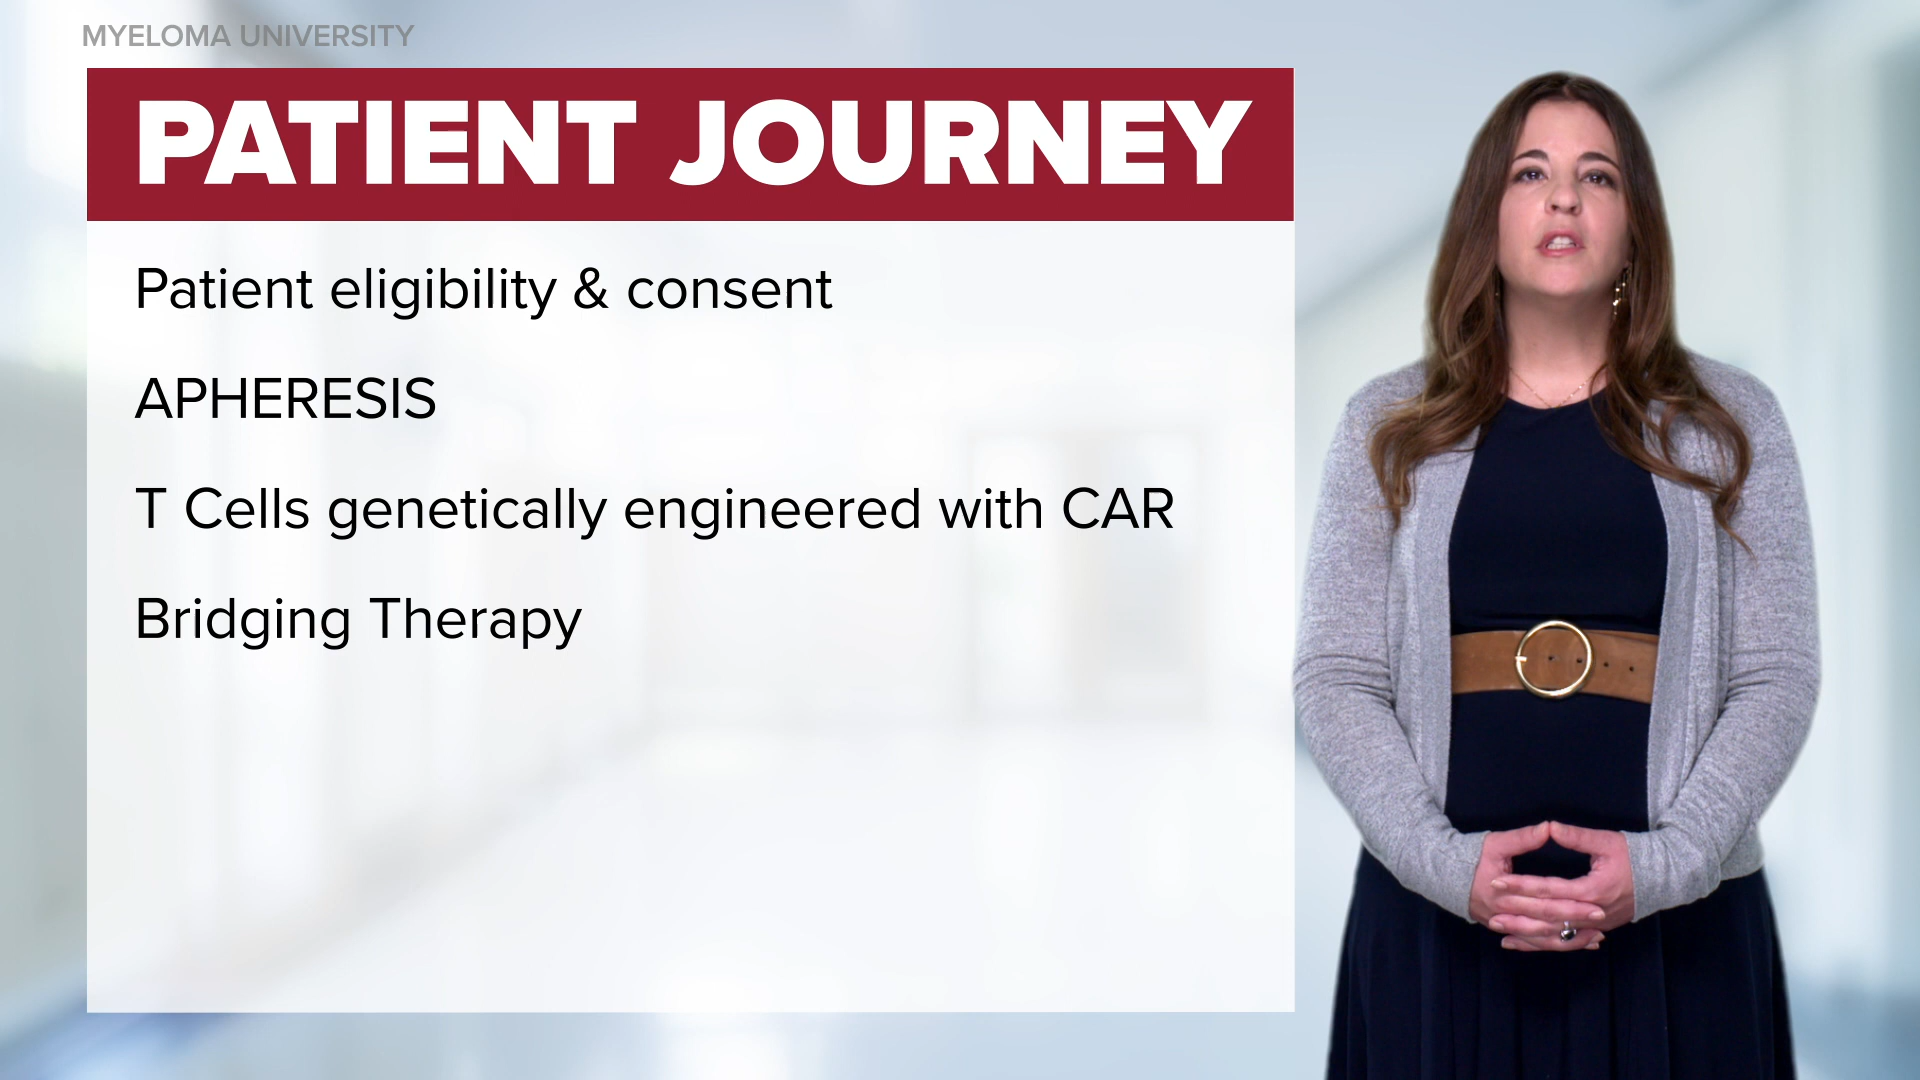 MYELOMA UNIVERSITY
PATIENT JOURNEY
Patient eligibility & consent
APHERESIS
T Cells genetically engineered with CAR
Bridging Therapy